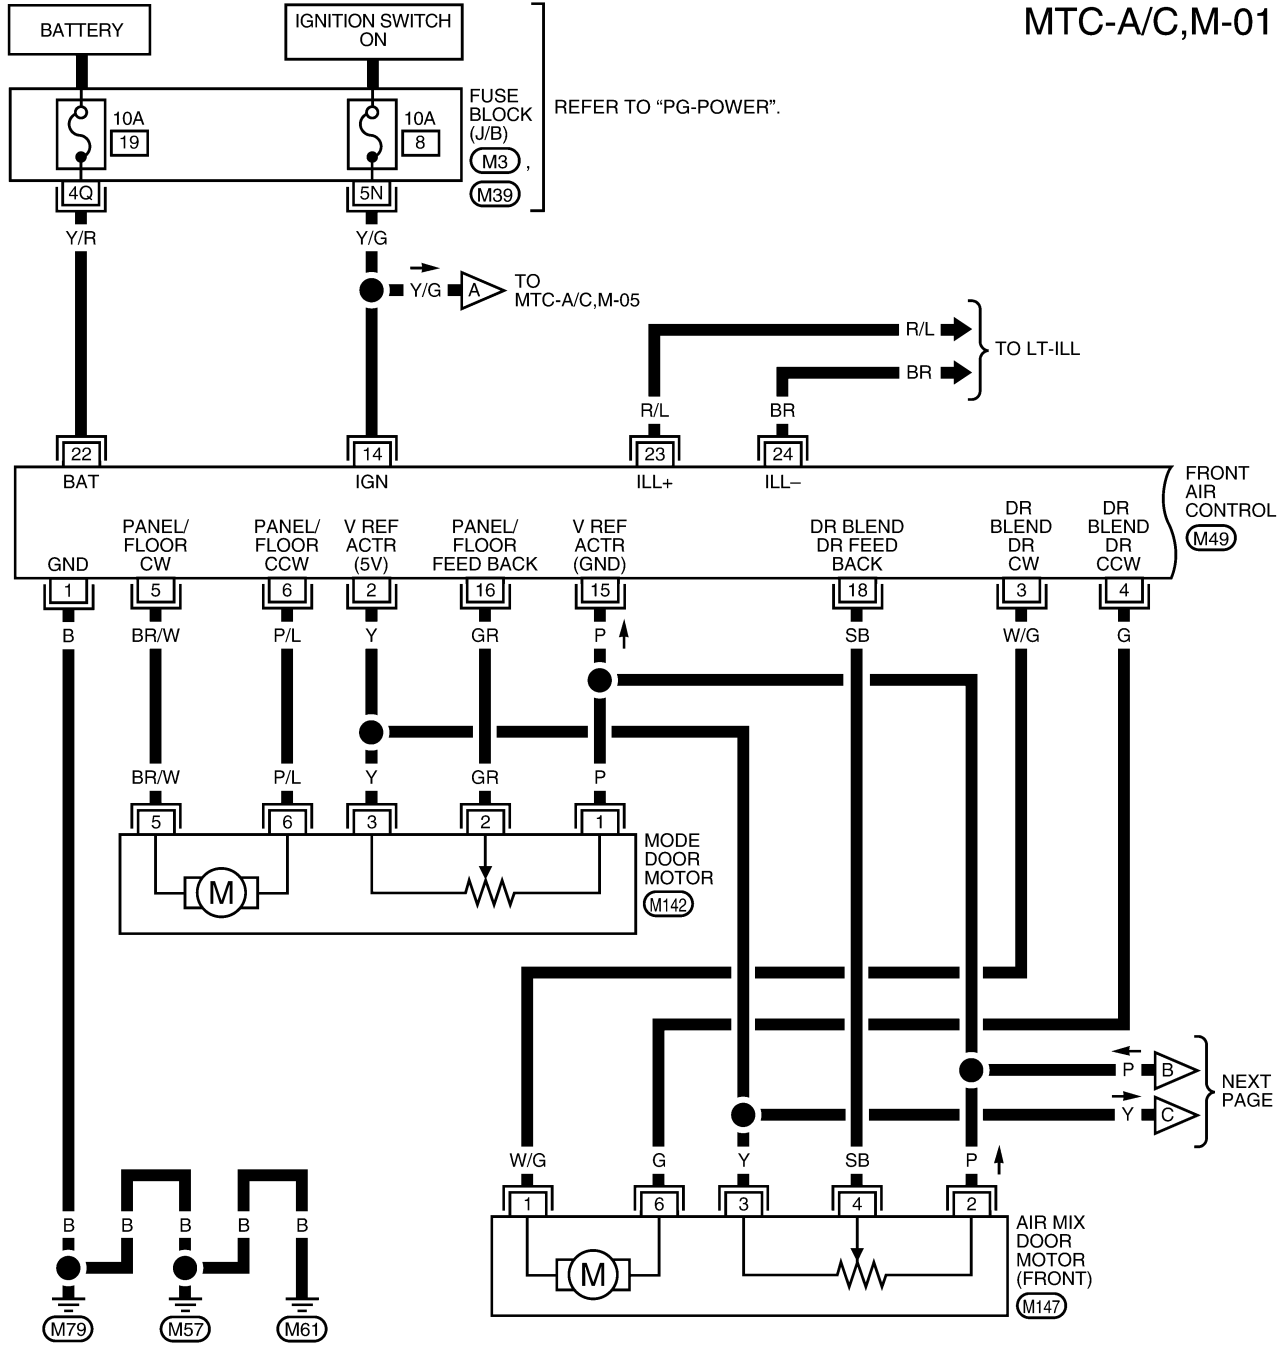 MTC-A/C,M-01
BATTERY
IGNITION SWITCH
ON
10A
19
10A
8
FUSE
BLOCK
(J/B)
M3 ,
M39
REFER TO “PG-POWER”.
4Q
5N
Y/R
Y/G
Y/G
A
TO
MTC-A/C,M-05
R/L
BR
TO LT-ILL
R/L
BR
22
14
23
24
BAT
IGN
ILL+
ILL–
FRONT
AIR
CONTROL
M49
GND
PANEL/
FLOOR
CW
PANEL/
FLOOR
CCW
V REF
ACTR
(5V)
PANEL/
FLOOR
FEED BACK
V REF
ACTR
(GND)
DR BLEND
DR FEED
BACK
DR
BLEND
DR
CW
DR
BLEND
DR
CCW
1
5
6
2
16
15
18
3
4
B
BR/W
P/L
Y
GR
P
SB
W/G
G
BR/W
P/L
Y
GR
P
5
6
3
2
1
M
MODE
DOOR
MOTOR
M142
P
B
Y
C
NEXT
PAGE
W/G
G
Y
SB
P
1
6
3
4
2
M
AIR MIX
DOOR
MOTOR
(FRONT)
M147
B
B
B
B
B
M79
M57
M61